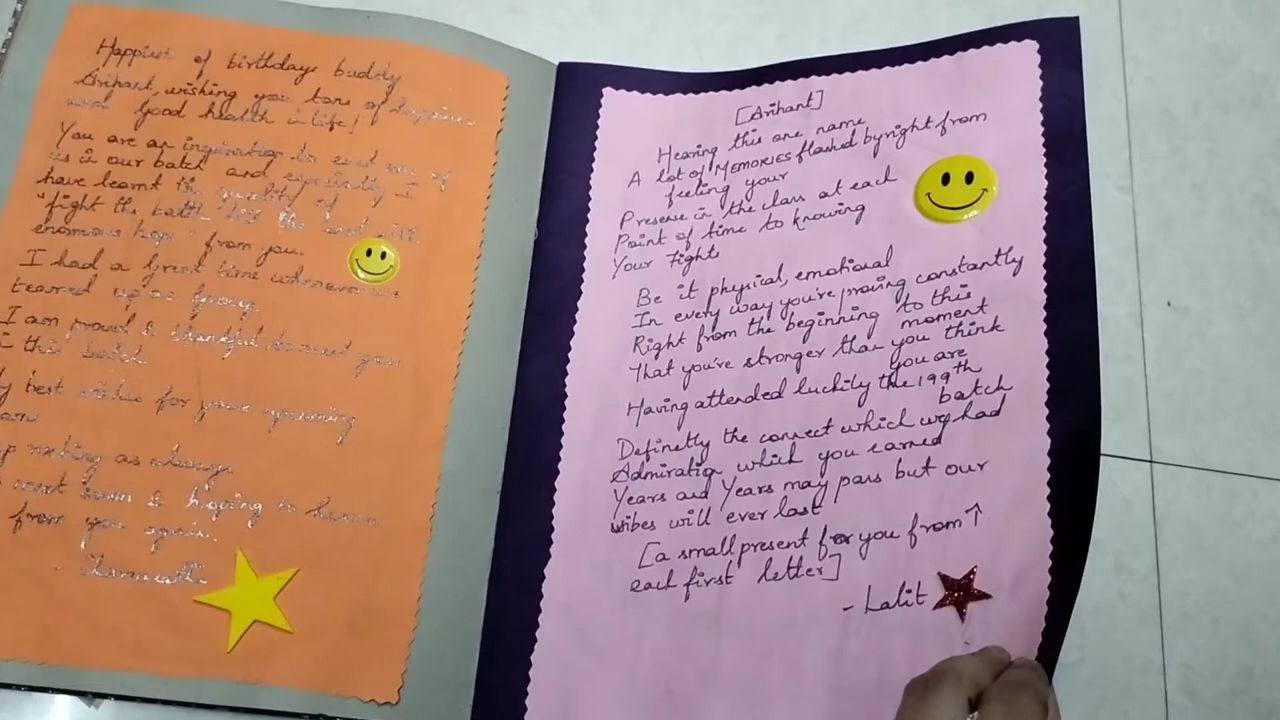 Happiest of birthdays buddy
Arihant, wishing you tons of happiness
and good health in life!
You are an inspiration to each one of
us in our batch and especially I
have learnt the quality of
"fight the battle till the end with
enormous hope" from you.
I had a great time whenever we
teamed up as group.
I am proud & thankful to meet you
in this batch
best wishes for your upcoming
making as change
& hoping to
from you again.
[Arihant]
Hearing this one name
A lot of MEMORIES flashed by right from
feeling your
Presence in the class at each
Point of time to knowing
Your Fights
Be it physical, emotional
In every way you're proving constantly
Right from the beginning to this
moment
That you've stronger than you think
you are
Having attended luckily the 199th
batch
Definetly the connect which we had
Admiration which you earned
Years and Years may pass but our
vibes will ever last
[a small present for you from ↑
each first letter]
- Lalit